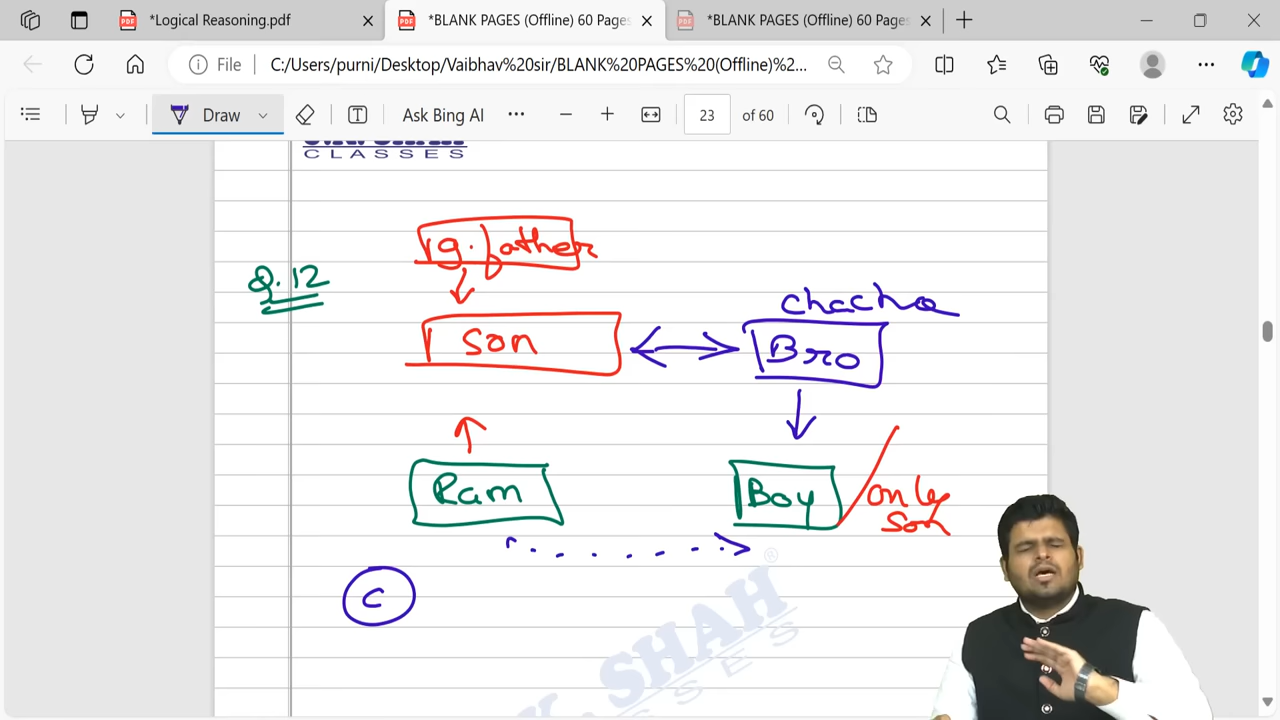 *Logical Reasoning.pdf
*BLANK PAGES (Offline) 60 Pages
*BLANK PAGES (Offline) 60 Page
File
C:/Users/purni/Desktop/Vaibhav%20sir/BLANK%20PAGES%20(Offline)%2...
Draw
Ask Bing AI
23
of 60
CLASSES
g. father
Q.12
chacha
Son
Bro
Ram
Boy
only
son
C
SHAH